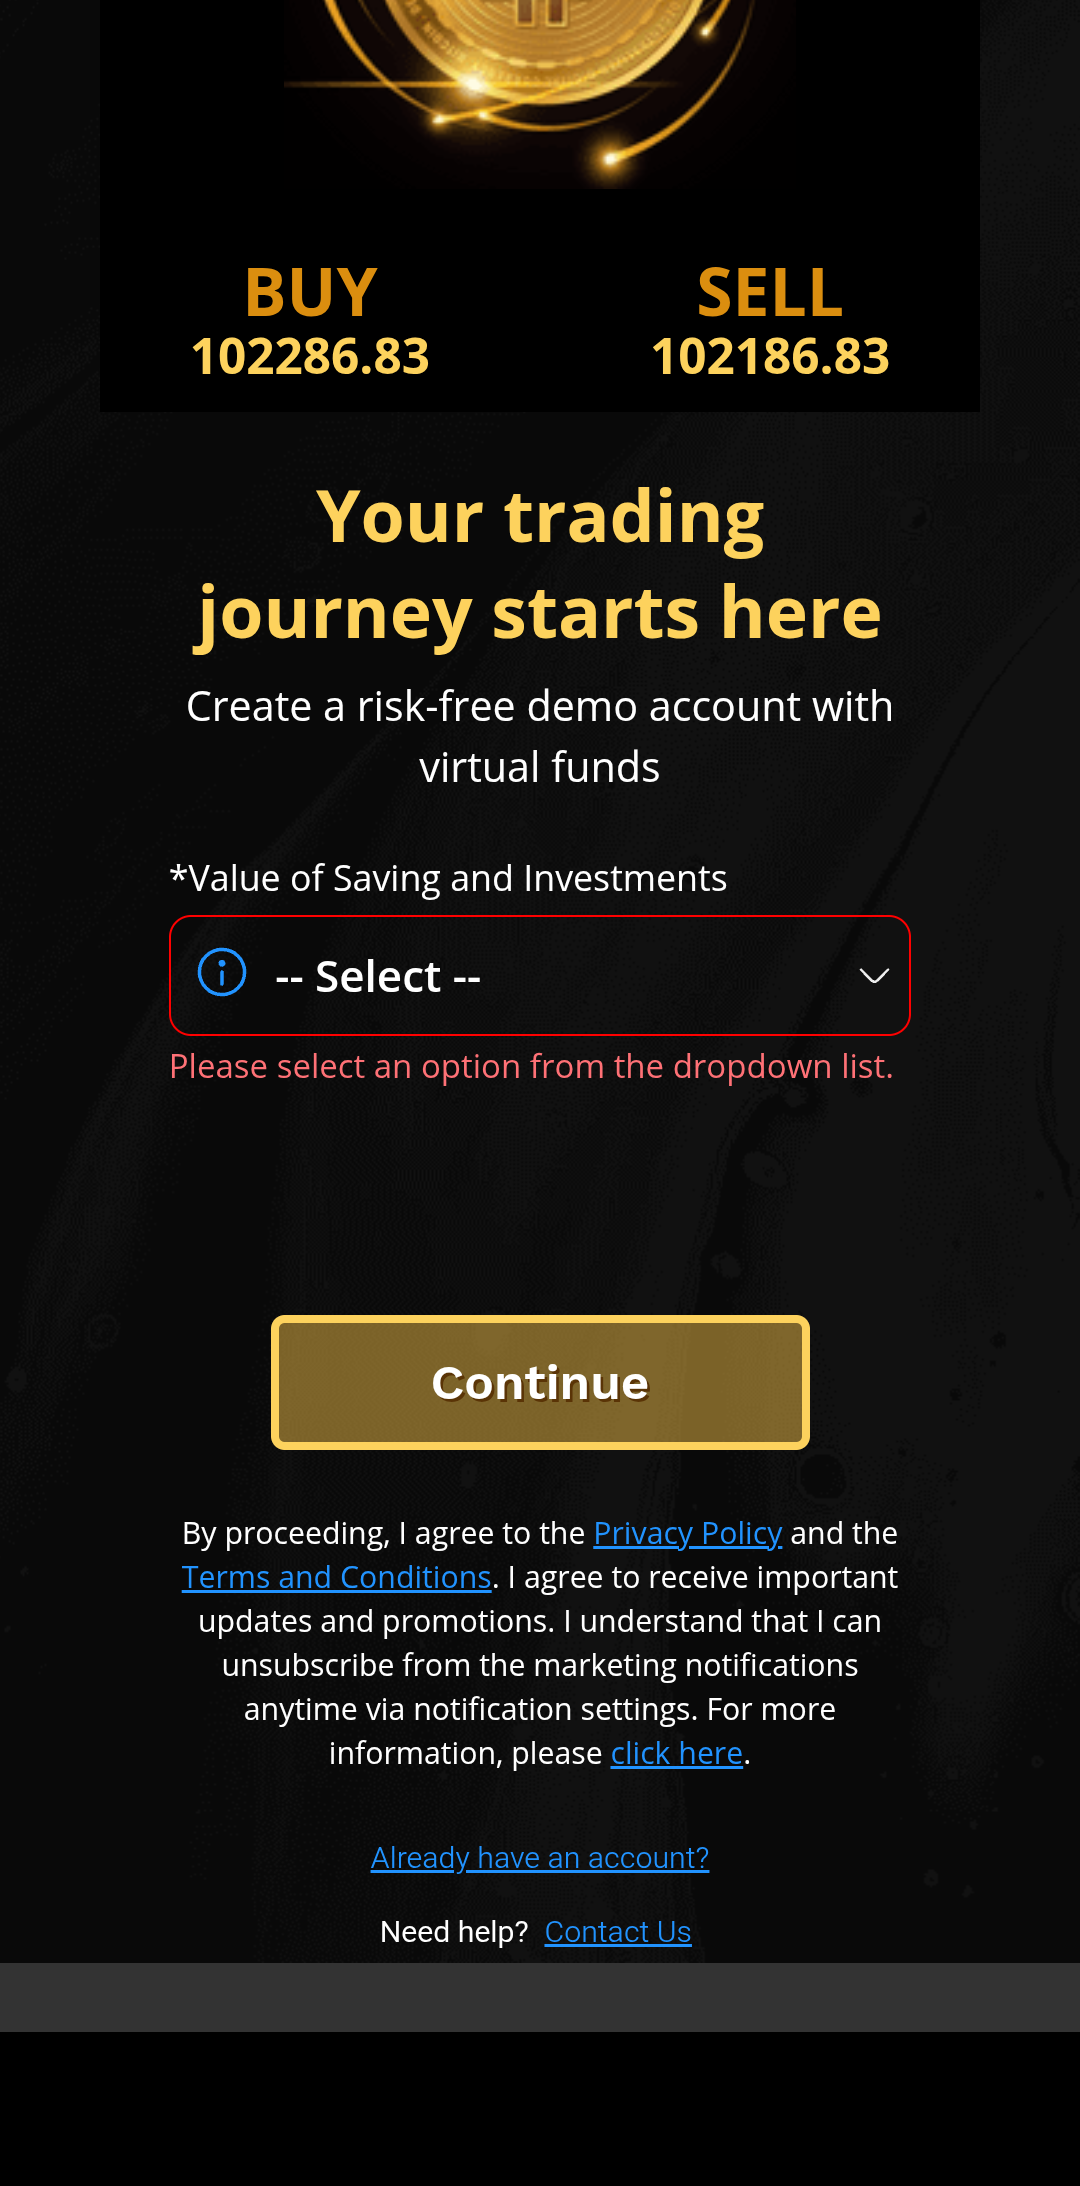 BUY
102286.83
SELL
102186.83
Your trading
journey starts here
Create a risk-free demo account with
virtual funds
*Value of Saving and Investments
-- Select --
Please select an option from the dropdown list.
Continue
By proceeding, I agree to the Privacy Policy and the
Terms and Conditions. I agree to receive important
updates and promotions. I understand that I can
unsubscribe from the marketing notifications
anytime via notification settings. For more
information, please click here.
Already have an account?
Need help? Contact Us